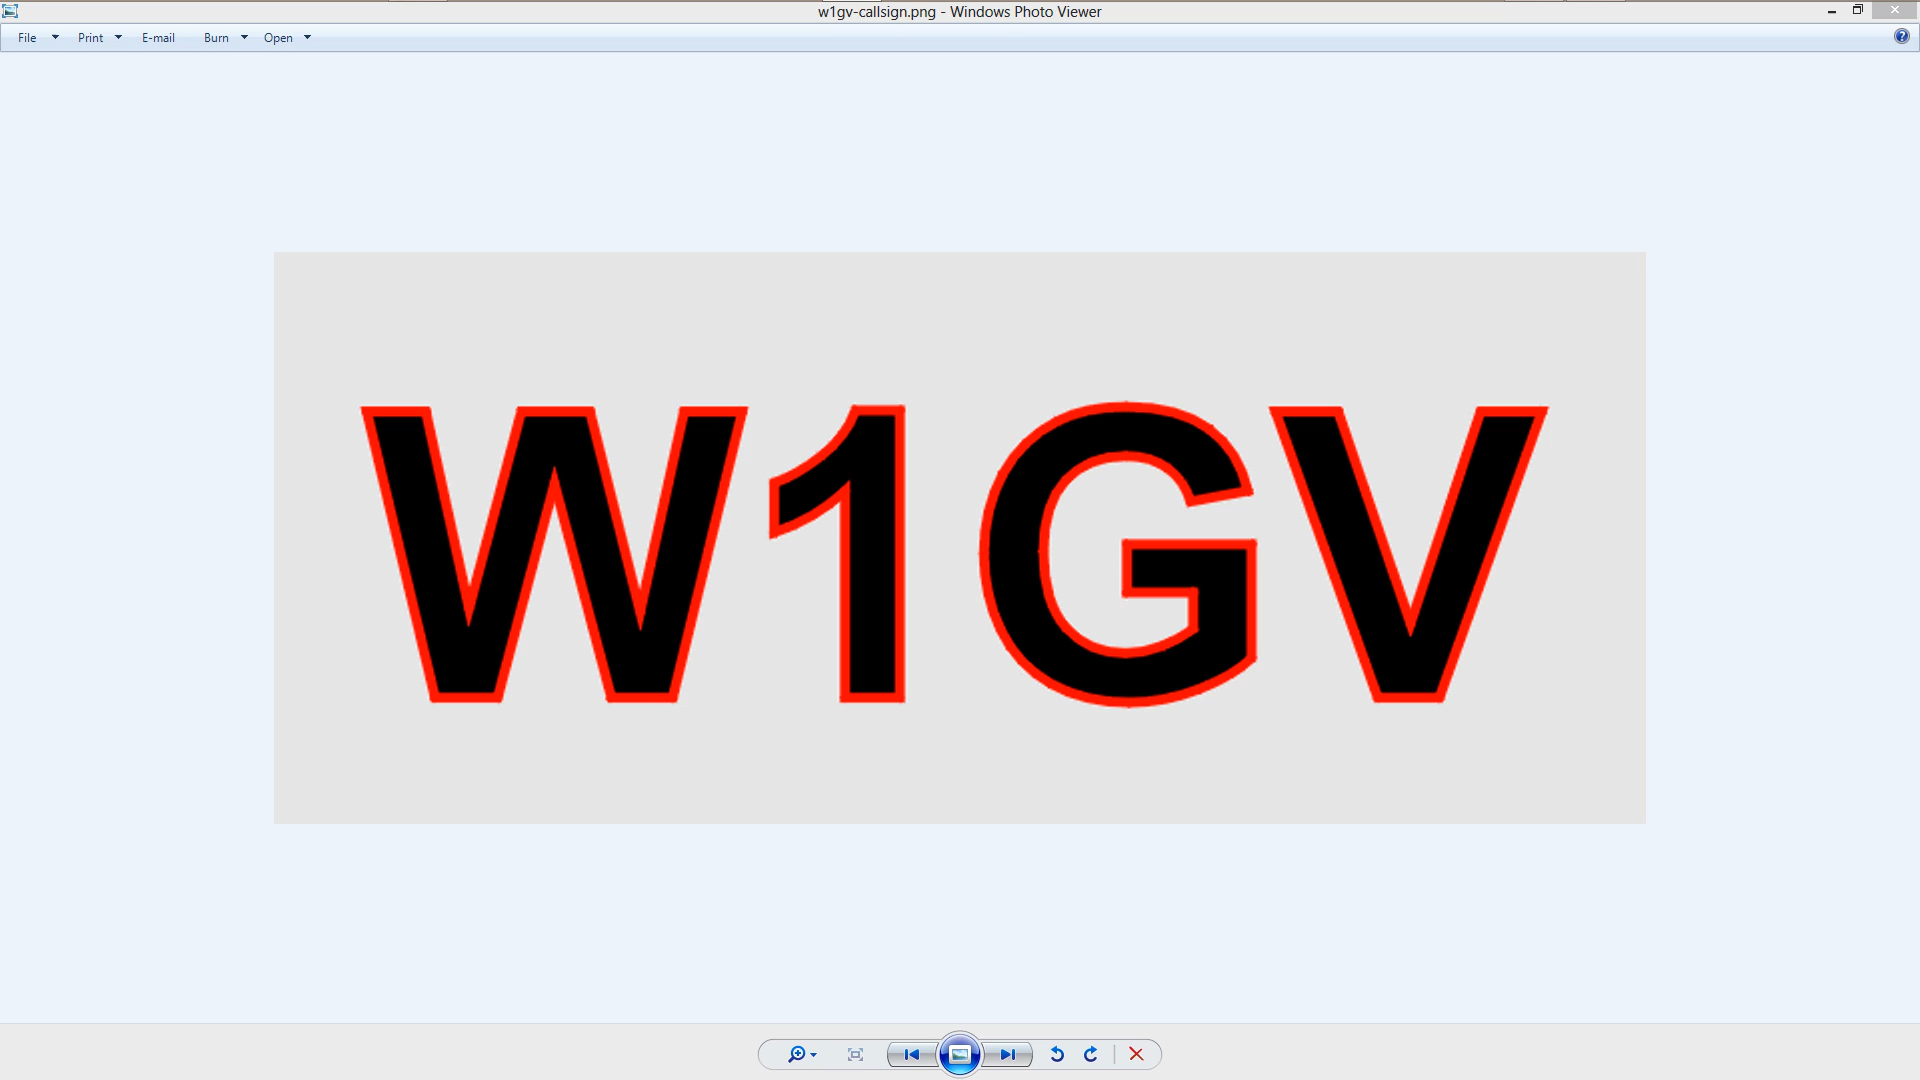 w1gv-callsign.png - Windows Photo Viewer
File Print E-mail Burn Open
W1GV